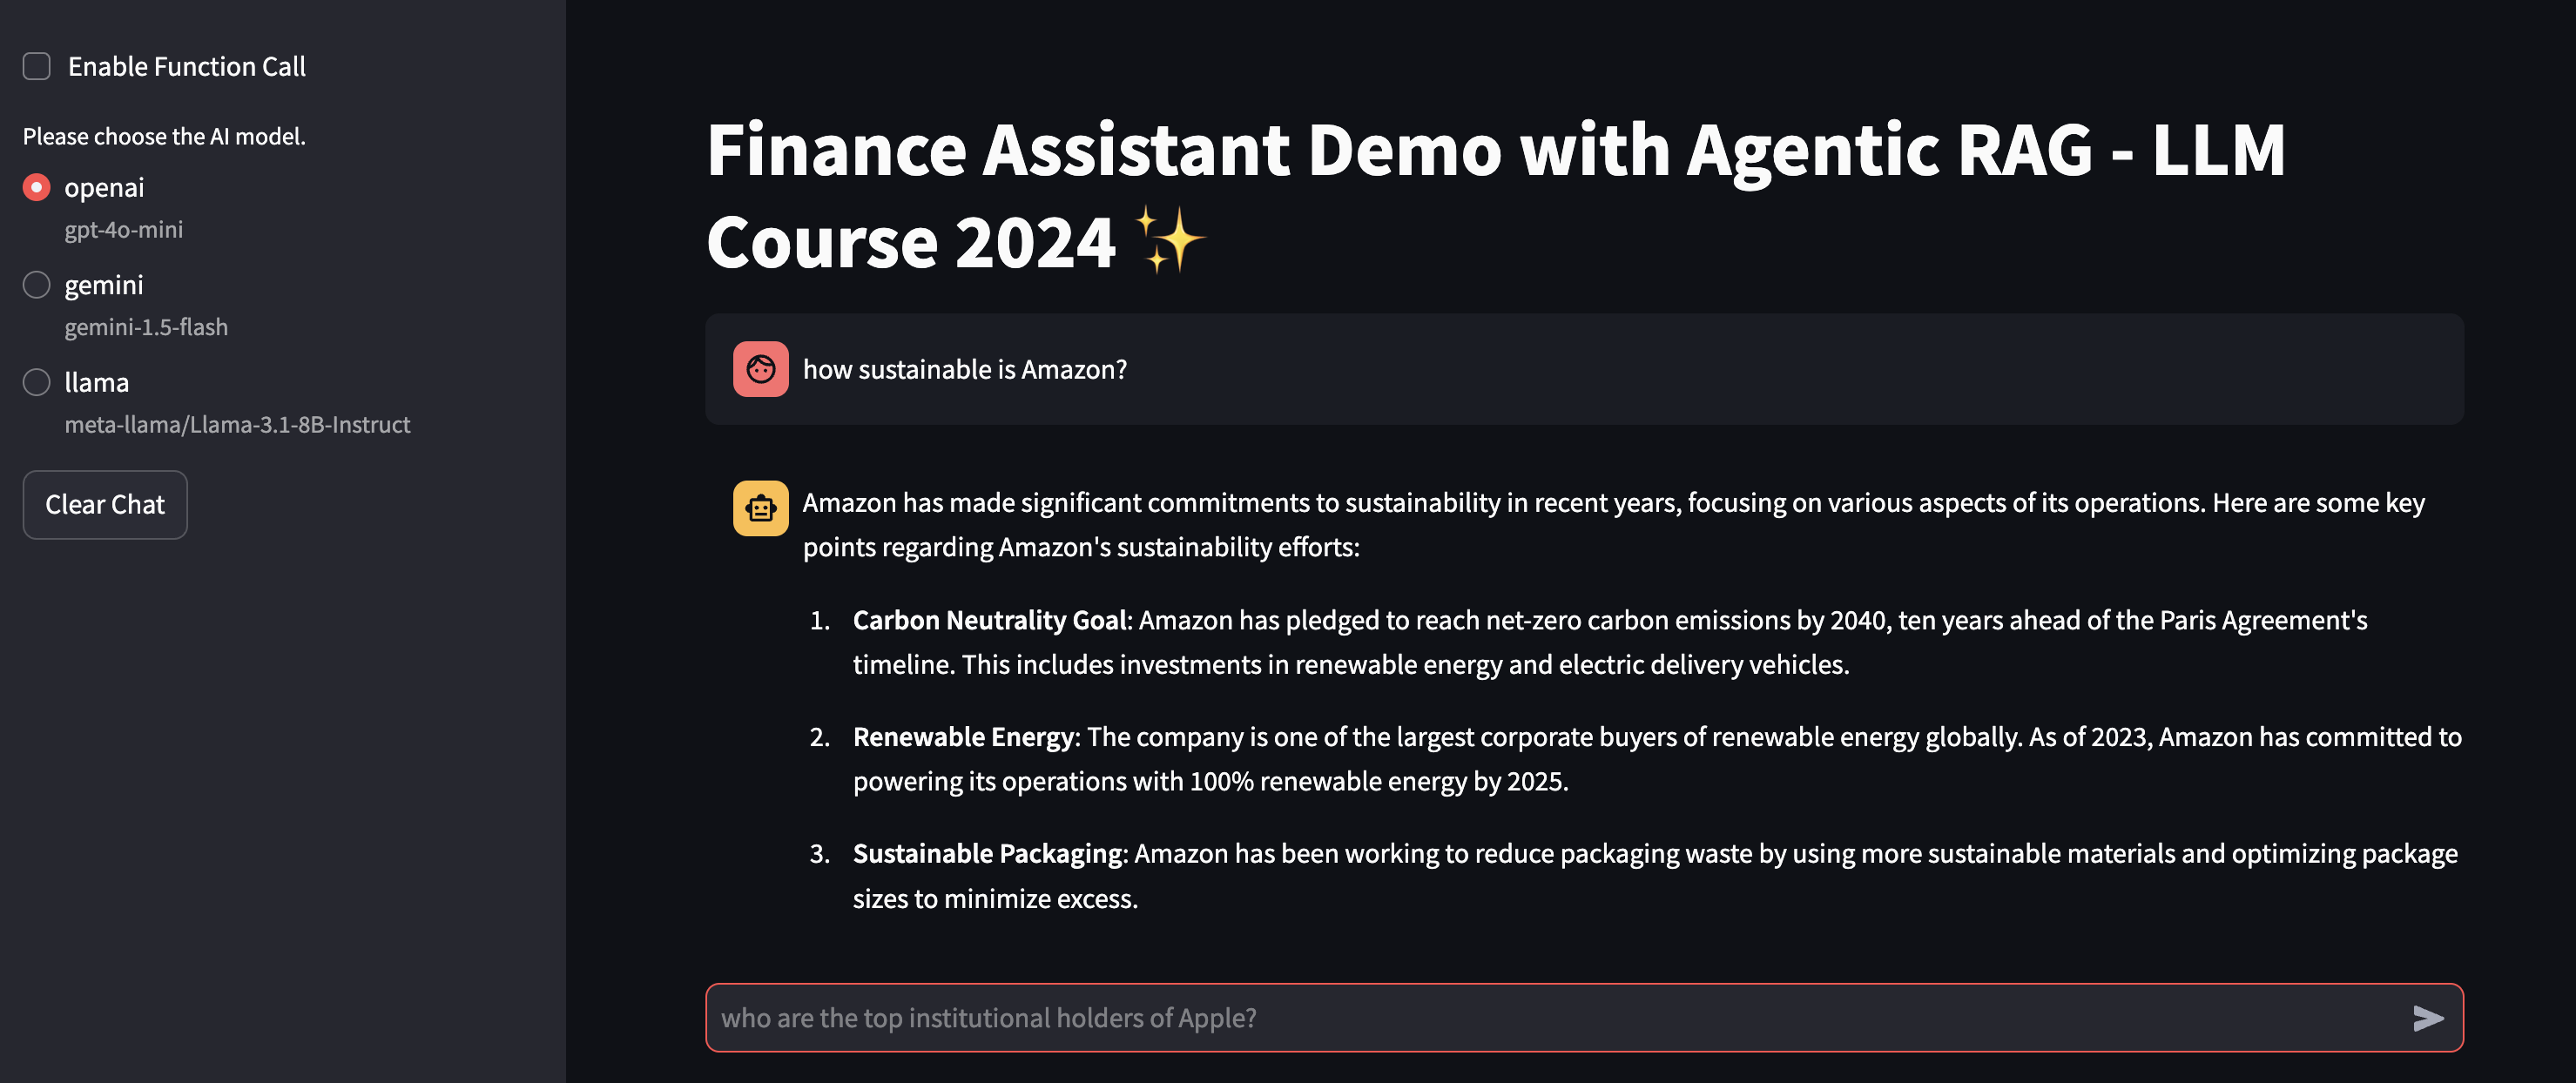 Enable Function Call
Please choose the AI model.
openai
gpt-4o-mini
gemini
gemini-1.5-flash
llama
meta-llama/Llama-3.1-8B-Instruct
Clear Chat
Finance Assistant Demo with Agentic RAG - LLM
Course 2024 ✨
how sustainable is Amazon?
Amazon has made significant commitments to sustainability in recent years, focusing on various aspects of its operations. Here are some key
points regarding Amazon's sustainability efforts:
1. Carbon Neutrality Goal: Amazon has pledged to reach net-zero carbon emissions by 2040, ten years ahead of the Paris Agreement's
timeline. This includes investments in renewable energy and electric delivery vehicles.
2. Renewable Energy: The company is one of the largest corporate buyers of renewable energy globally. As of 2023, Amazon has committed to
powering its operations with 100% renewable energy by 2025.
3. Sustainable Packaging: Amazon has been working to reduce packaging waste by using more sustainable materials and optimizing package
sizes to minimize excess.
who are the top institutional holders of Apple?